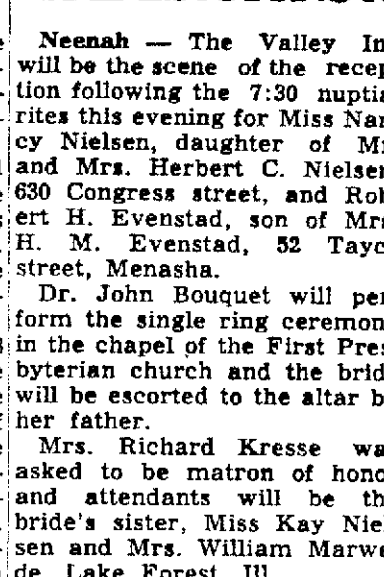 Neenah — The Valley In
will be the scene of the recep
tion following the 7:30 nuptia
rites this evening for Miss Nan
cy Nielsen, daughter of Mr
and Mrs. Herbert C. Nielsen
630 Congress street, and Rob
ert H. Evenstad, son of Mrs
H. M. Evenstad, 52 Tayc
street, Menasha.
Dr. John Bouquet will per
form the single ring ceremon
in the chapel of the First Pres
byterian church and the brid
will be escorted to the altar b
her father.
Mrs. Richard Kresse wa
asked to be matron of hono
and attendants will be th
bride's sister, Miss Kay Niel
sen and Mrs. William Marwe
de, Lake Forest, Ill.